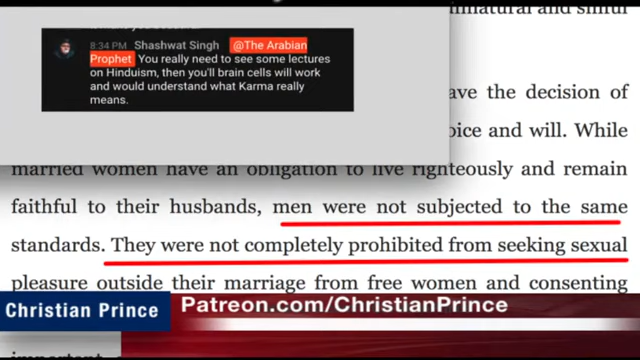 nnatural and sinful
8:34 PM Shashwat Singh @The Arabian
Prophet You really need to see some lectures
on Hinduism, then you'll brain cells will work
and would understand what Karma really
means.
ave the decision of
oice and will. While
married women have an obligation to live righteously and remain
faithful to their husbands, men were not subjected to the same
standards. They were not completely prohibited from seeking sexual
pleasure outside their marriage from free women and consenting
Christian Prince
Patreon.com/ChristianPrince